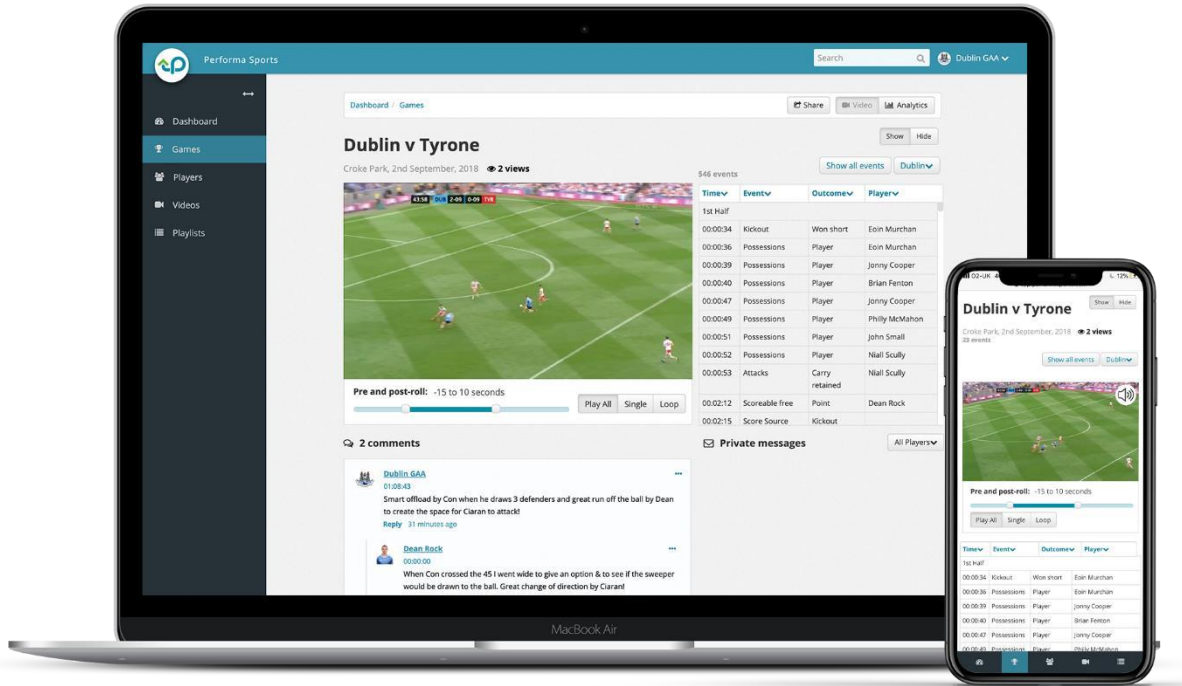 Performa Sports
Search
Dublin GAA
Dashboard
Games
Players
Videos
Playlists
Dashboard / Games
Share
Video
Analytics
Show Hide
Dublin v Tyrone
Croke Park, 2nd September, 2018 2 views
Show all events Dublin
546 events
43:58 DUB 2-09 0-09 TYR
Time Event Outcome Player
1st Half
00:00:34 Kickout Won short Eoin Murchan
00:00:36 Possessions Player Eoin Murchan
00:00:39 Possessions Player Jonny Cooper
00:00:40 Possessions Player Brian Fenton
00:00:47 Possessions Player Jonny Cooper
00:00:49 Possessions Player Philly McMahon
00:00:51 Possessions Player John Small
00:00:52 Possessions Player Niall Scully
00:00:53 Attacks Carry retained Niall Scully
00:02:12 Scoreable free Point Dean Rock
00:02:15 Score Source Kickout
Pre and post-roll: -15 to 10 seconds
Play All Single Loop
2 comments
Private messages
All Players
Dublin GAA
01:08:43
Smart offload by Con when he draws 3 defenders and great run off the ball by Dean
to create the space for Ciaran to attack!
Reply 31 minutes ago
Dean Rock
00:00:00
When Con crossed the 45 I went wide to give an option & to see if the sweeper
would be drawn to the ball. Great change of direction by Ciaran!
MacBook Air
O2-UK
12%
Dublin v Tyrone
Show Hide
Croke Park, 2nd September, 2018 2 views
23 events
Show all events Dublin
Pre and post-roll: -15 to 10 seconds
Play All Single Loop
Time Event Outcome Player
1st Half
00:00:34 Kickout Won short Eoin Murchan
00:00:36 Possessions Player Eoin Murchan
00:00:39 Possessions Player Jonny Cooper
00:00:40 Possessions Player Brian Fenton
00:00:47 Possessions Player Jonny Cooper
00:00:49 Possessions Player Philly McMahon